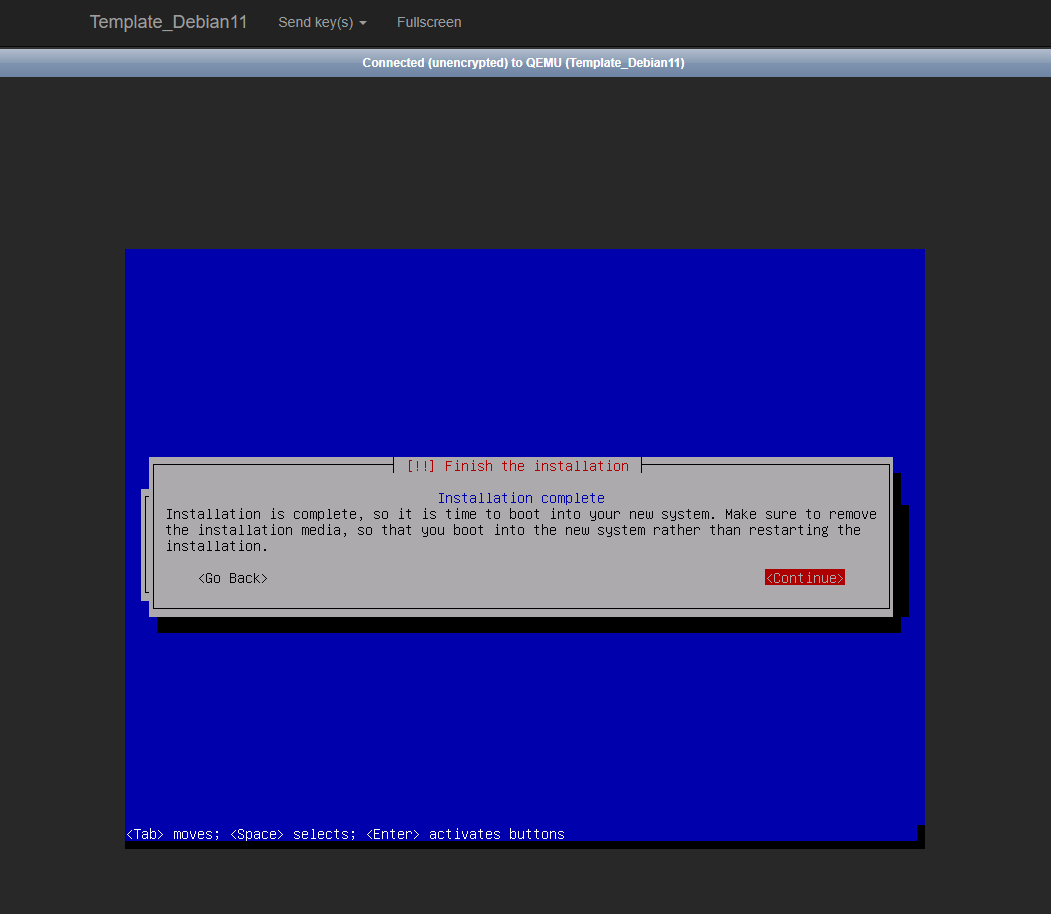 Template_Debian11 Send key(s) Fullscreen
Connected (unencrypted) to QEMU (Template_Debian11)
[!!] Finish the installation
Installation complete
Installation is complete, so it is time to boot into your new system. Make sure to remove
the installation media, so that you boot into the new system rather than restarting the
installation.
<Go Back> <Continue>
<Tab> moves; <Space> selects; <Enter> activates buttons